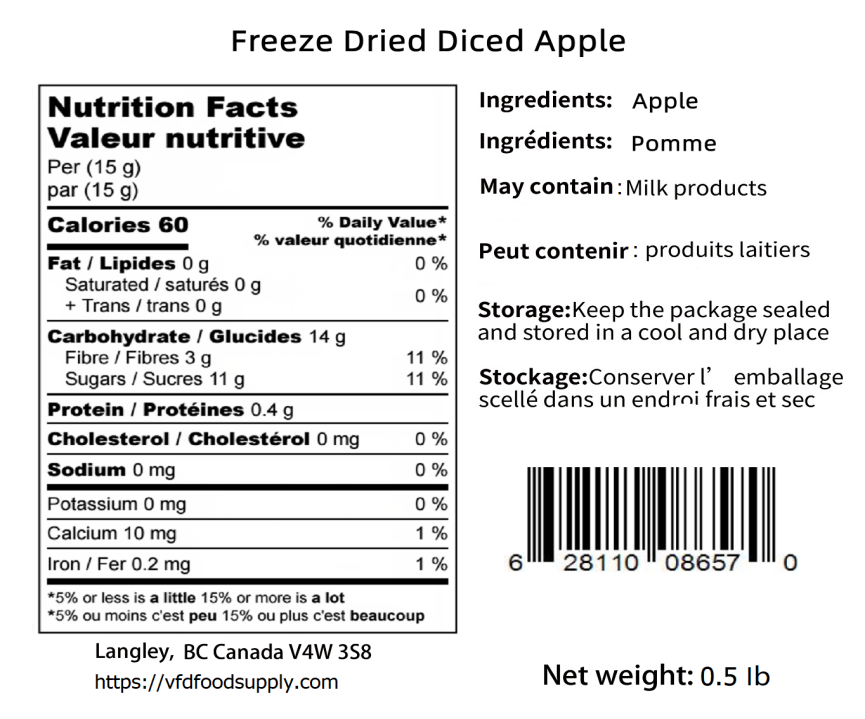 Freeze Dried Diced Apple
Nutrition Facts
Valeur nutritive
Per (15 g)
par (15 g)
Calories 60
% Daily Value*
% valeur quotidienne*
Fat / Lipides 0 g 0 %
Saturated / saturés 0 g
+ Trans / trans 0 g 0 %
Carbohydrate / Glucides 14 g
Fibre / Fibres 3 g 11 %
Sugars / Sucres 11 g 11 %
Protein / Protéines 0.4 g
Cholesterol / Cholestérol 0 mg 0 %
Sodium 0 mg 0 %
Potassium 0 mg 0 %
Calcium 10 mg 1 %
Iron / Fer 0.2 mg 1 %
*5% or less is a little 15% or more is a lot
*5% ou moins c'est peu 15% ou plus c'est beaucoup
Langley, BC Canada V4W 3S8
https://vfdfoodsupply.com
Ingredients: Apple
Ingrédients: Pomme
May contain: Milk products
Peut contenir: produits laitiers
Storage:Keep the package sealed
and stored in a cool and dry place
Stockage:Conserver l’ emballage
scellé dans un endroi frais et sec
6 28110 08657 0
Net weight: 0.5 lb